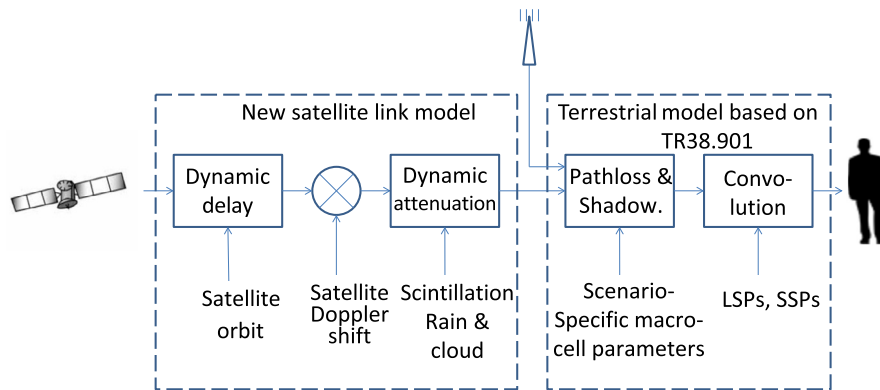 New satellite link model
Terrestrial model based on
TR38.901
Dynamic
delay
Dynamic
attenuation
Pathloss &
Shadow.
Convo-
lution
Satellite
orbit
Satellite
Doppler
shift
Scintillation
Rain &
cloud
Scenario-
Specific macro-
cell parameters
LSPs, SSPs